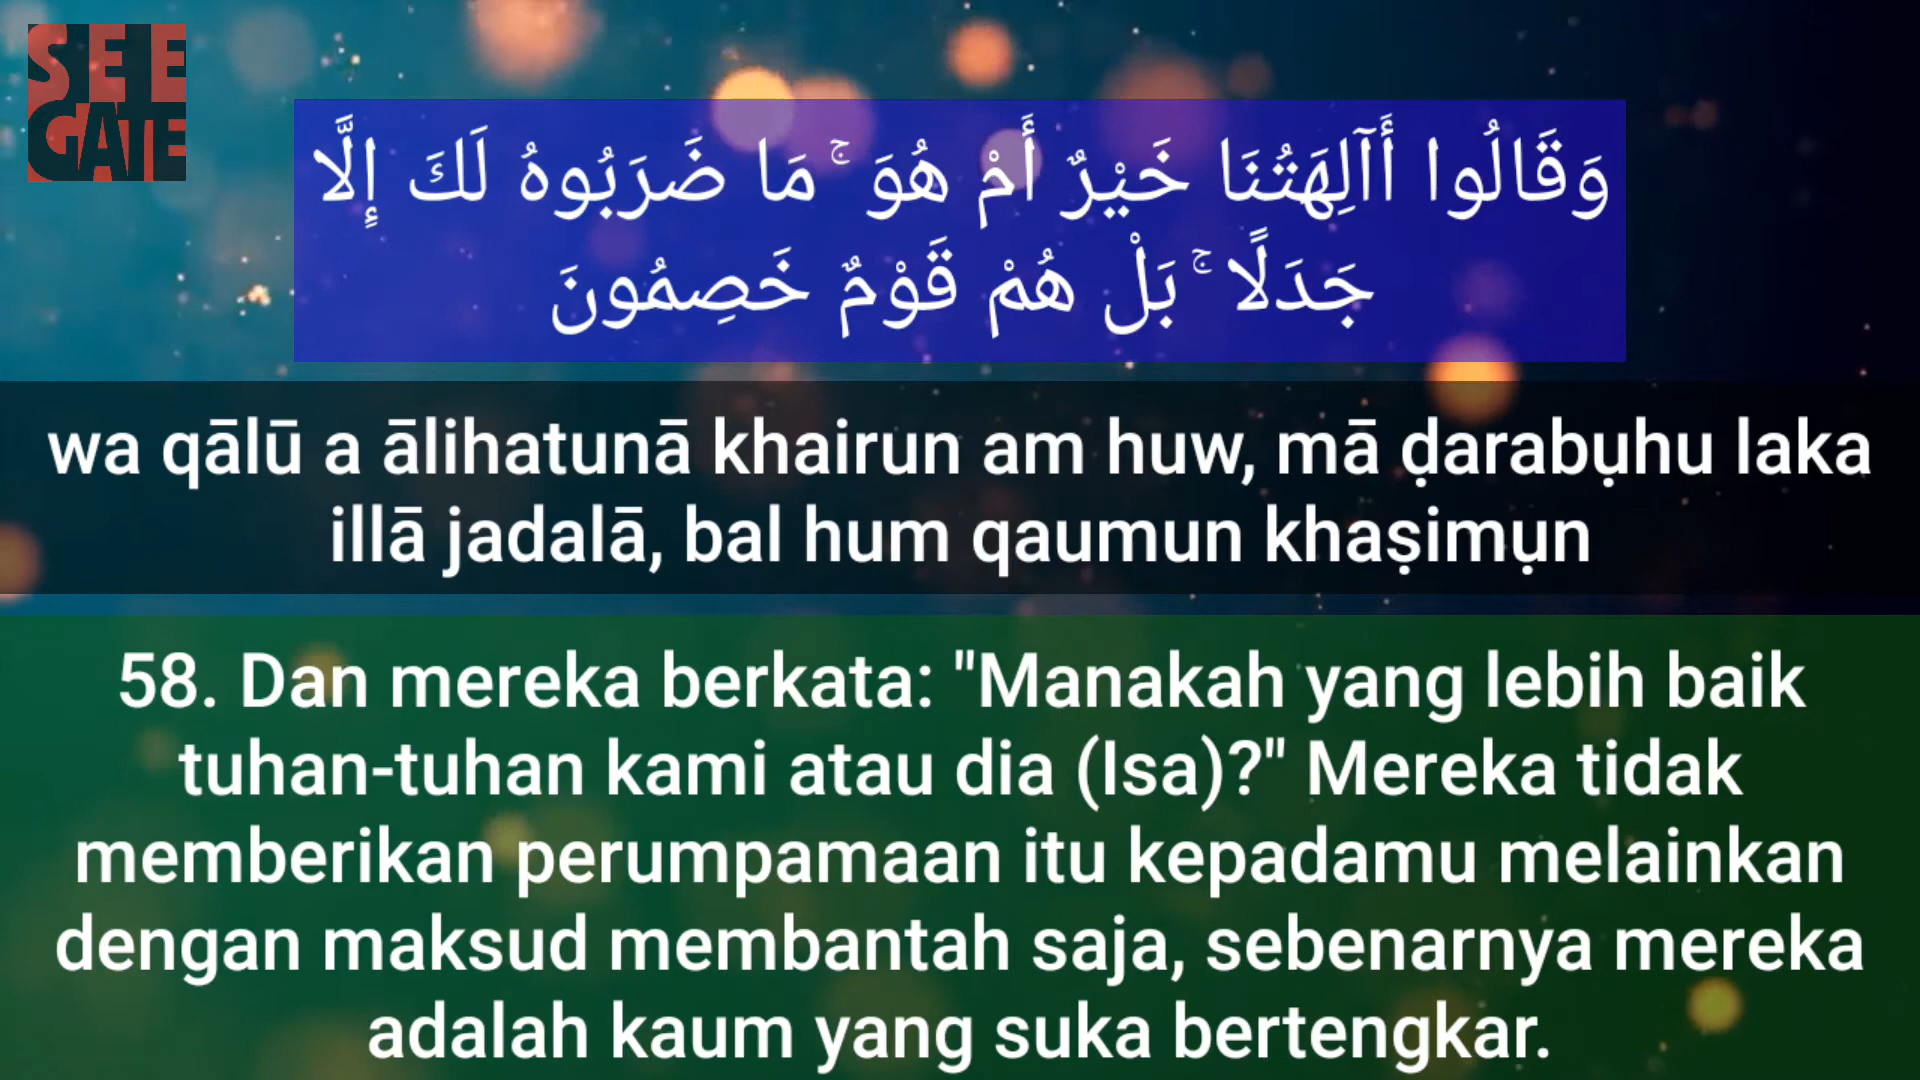 SEE
GATE
وَقَالُوا أَآلِهَتُنَا خَيْرٌ أَمْ هُوَ ۚ مَا ضَرَبُوهُ لَكَ إِلَّا
جَدَلًا ۚ بَلْ هُمْ قَوْمٌ خَصِمُونَ
wa qālū a ālihatunā khairun am huw, mā ḍarabụhu laka
illā jadalā, bal hum qaumun khaṣimụn
58. Dan mereka berkata: "Manakah yang lebih baik
tuhan-tuhan kami atau dia (Isa)?" Mereka tidak
memberikan perumpamaan itu kepadamu melainkan
dengan maksud membantah saja, sebenarnya mereka
adalah kaum yang suka bertengkar.